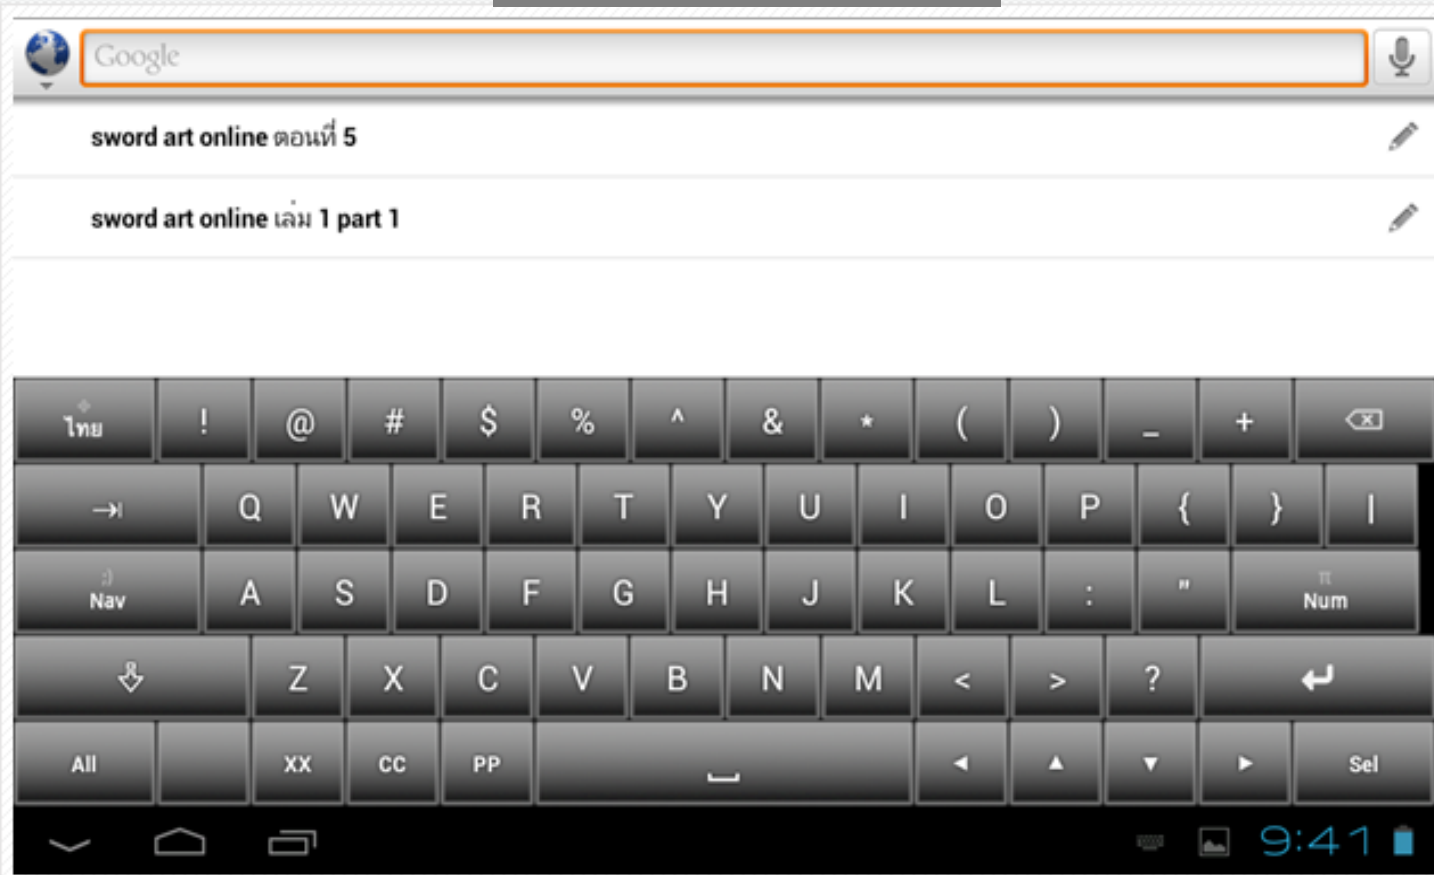 Google
sword art online ตอนที่ 5
sword art online เล่ม 1 part 1
ไทย ! @ # $ % ^ & * ( ) _ +
Q W E R T Y U I O P { } |
:)
Nav A S D F G H J K L : " π
Num
Z X C V B N M < > ?
All XX CC PP Sel
9:41